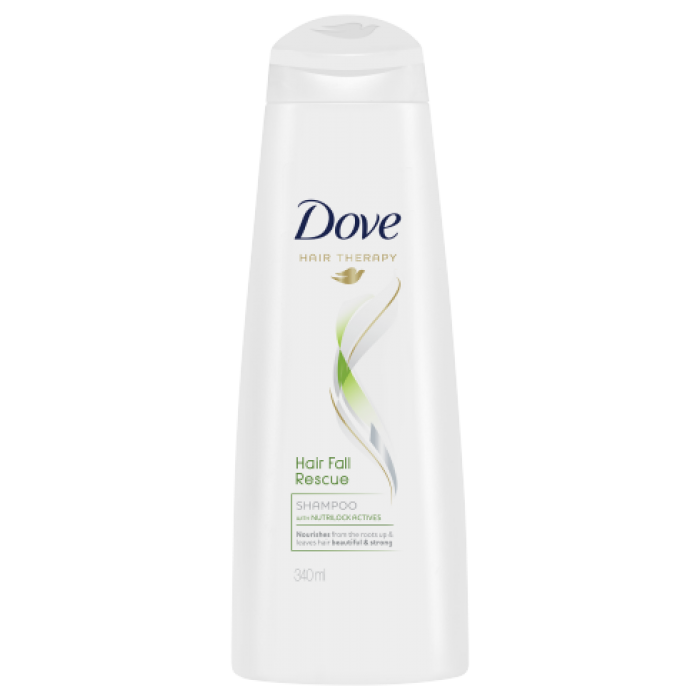 Dove
HAIR THERAPY
Hair Fall
Rescue
SHAMPOO
with NUTRILOCK ACTIVES
Nourishes from the roots up &
leaves hair beautiful & strong
340ml